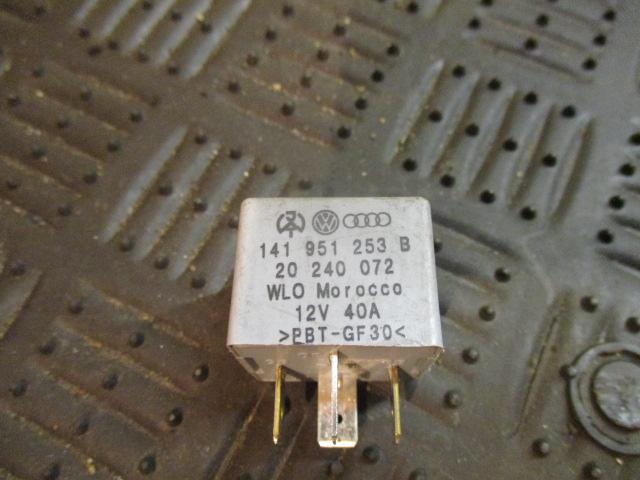 141 951 253 B
20 240 072
WLO Morocco
12V 40A
>PBT-GF30<